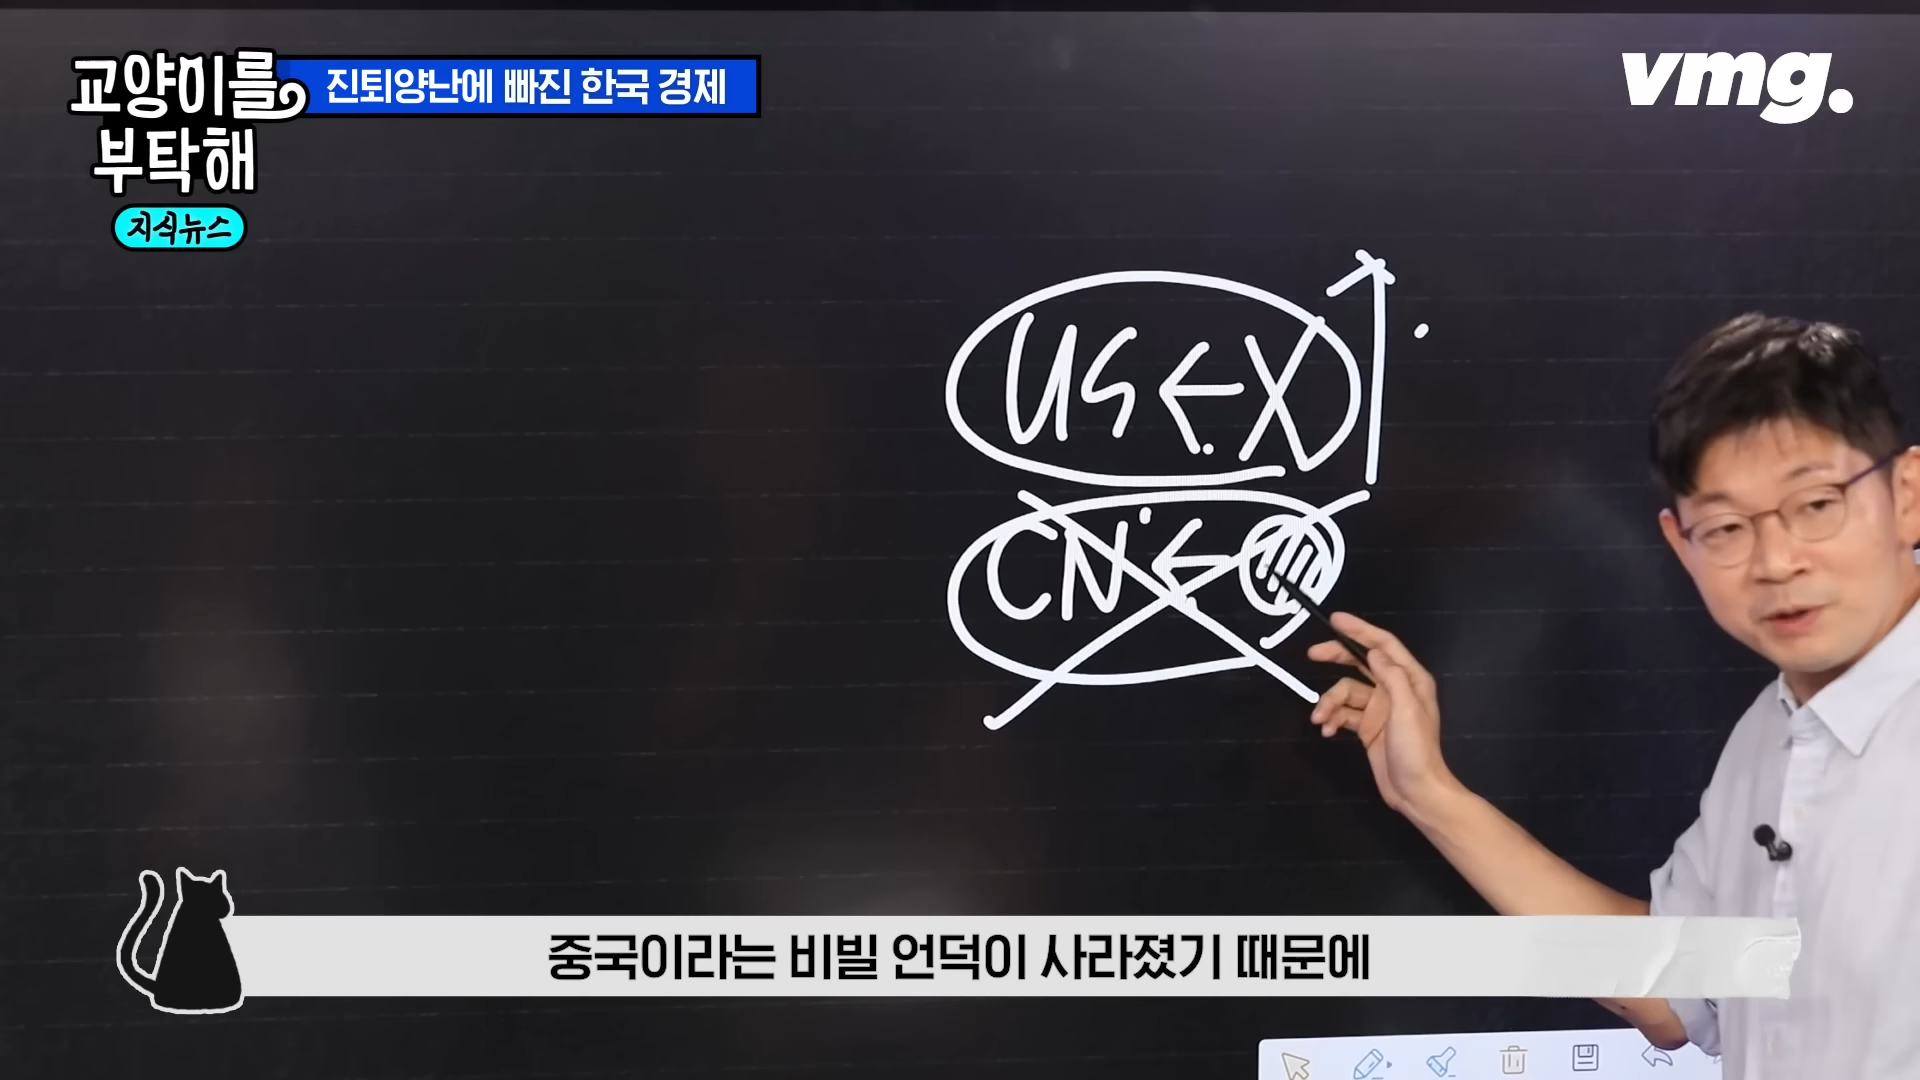 교양이를
부탁해
지식뉴스
진퇴양난에 빠진 한국 경제
vmg.
US ← X
CN ←
중국이라는 비빌 언덕이 사라졌기 때문에